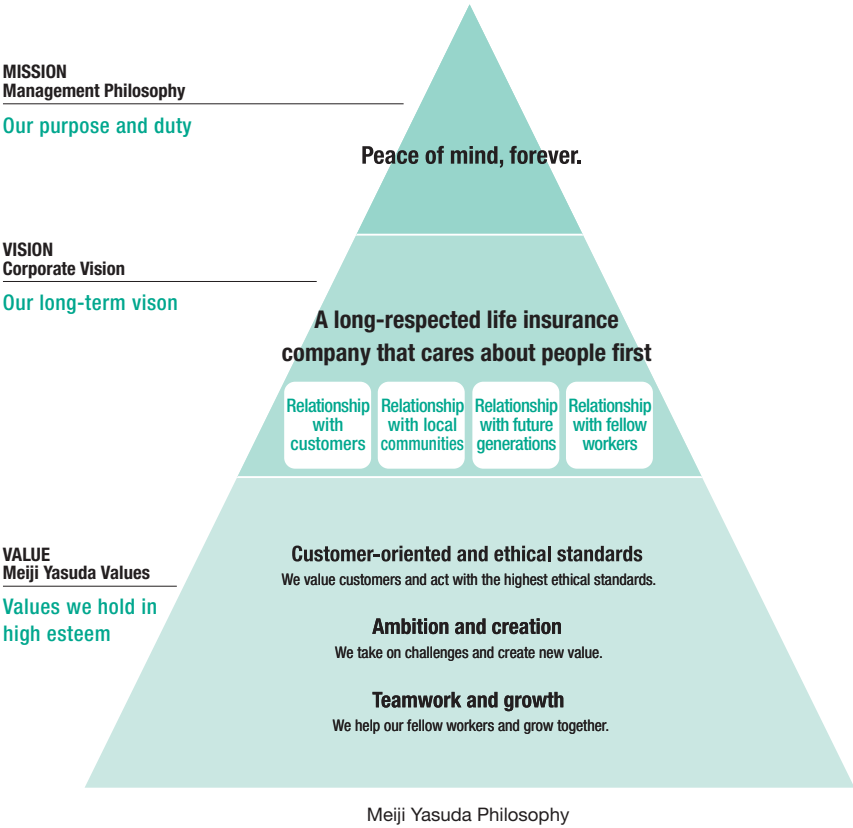 MISSION
Management Philosophy
Our purpose and duty
Peace of mind, forever.
VISION
Corporate Vision
Our long-term vison
A long-respected life insurance
company that cares about people first
Relationship
with
customers
Relationship
with local
communities
Relationship
with future
generations
Relationship
with fellow
workers
VALUE
Meiji Yasuda Values
Values we hold in
high esteem
Customer-oriented and ethical standards
We value customers and act with the highest ethical standards.
Ambition and creation
We take on challenges and create new value.
Teamwork and growth
We help our fellow workers and grow together.
Meiji Yasuda Philosophy